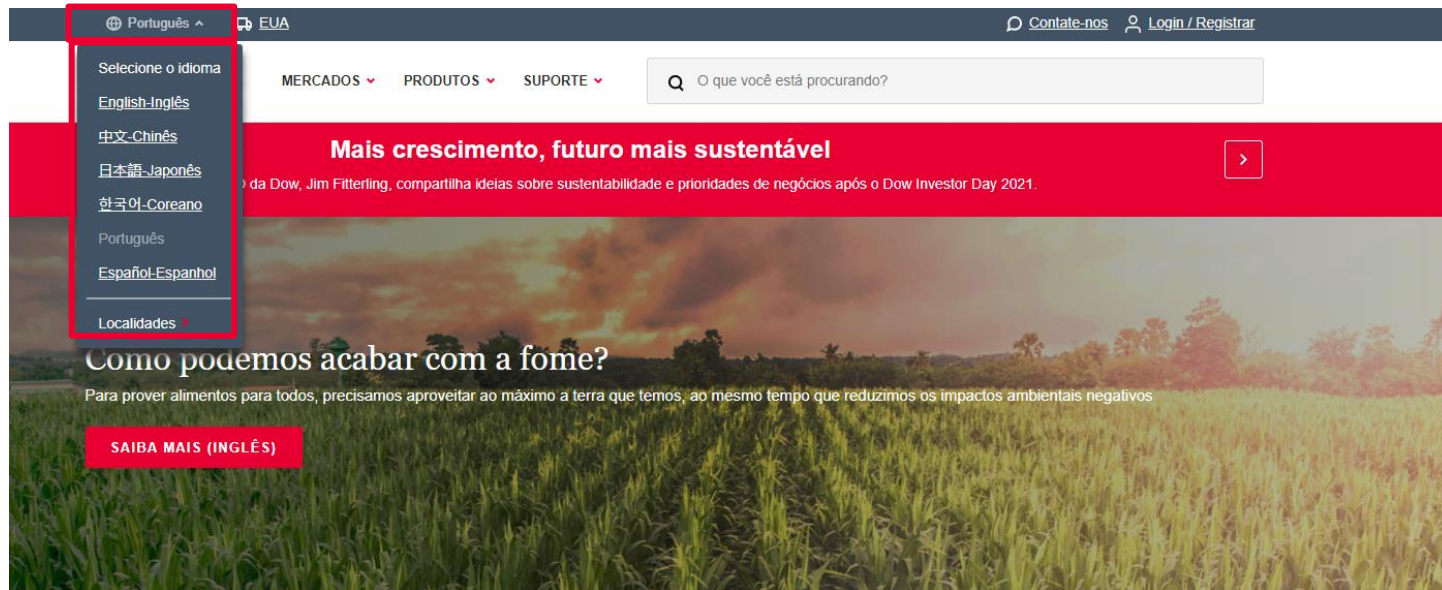 Português
EUA
Contate-nos
Login / Registrar
Selecione o idioma
English-Inglês
中文-Chinês
日本語-Japonês
한국어-Coreano
Português
Español-Espanhol
Localidades
MERCADOS
PRODUTOS
SUPORTE
O que você está procurando?
Mais crescimento, futuro mais sustentável
da Dow, Jim Fitterling, compartilha ideias sobre sustentabilidade e prioridades de negócios após o Dow Investor Day 2021.
Como podemos acabar com a fome?
Para prover alimentos para todos, precisamos aproveitar ao máximo a terra que temos, ao mesmo tempo que reduzimos os impactos ambientais negativos
SAIBA MAIS (INGLÊS)